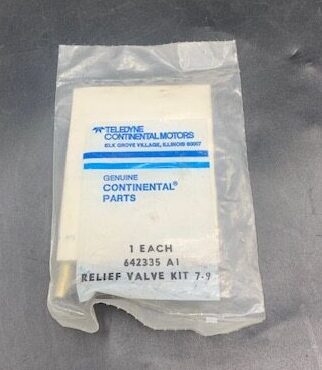 TELEDYNE
CONTINENTAL MOTORS
ELK GROVE VILLAGE, ILLINOIS 60007
GENUINE
CONTINENTAL®
PARTS
1 EACH
642335 A1
RELIEF VALVE KIT 7-9